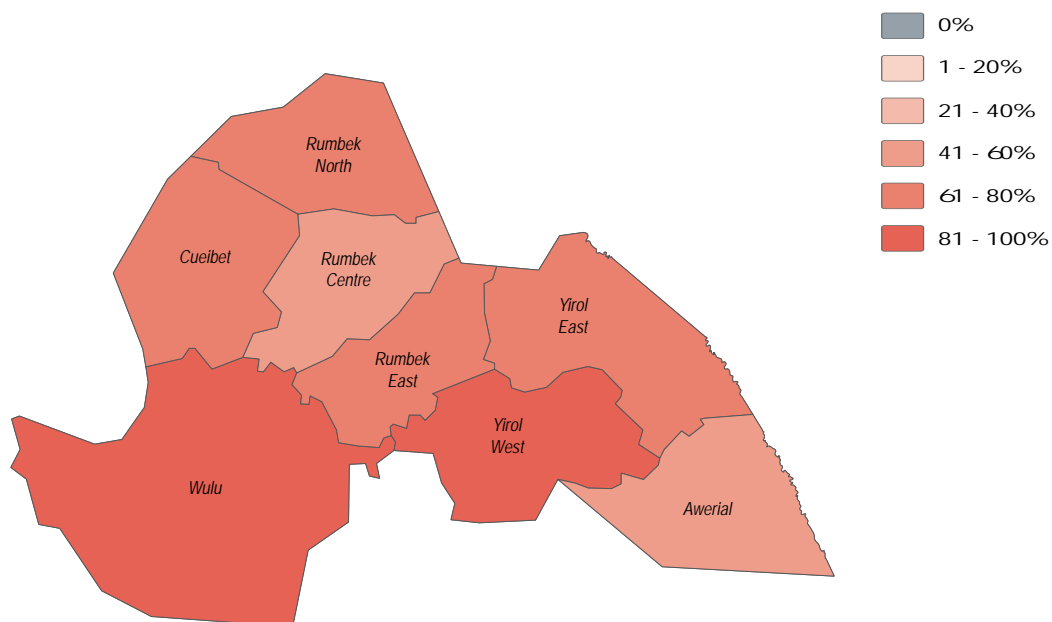 0%
1 - 20%
21 - 40%
41 - 60%
61 - 80%
81 - 100%
Rumbek
North
Cueibet
Rumbek
Centre
Yirol
East
Rumbek
East
Yirol
West
Wulu
Awerial